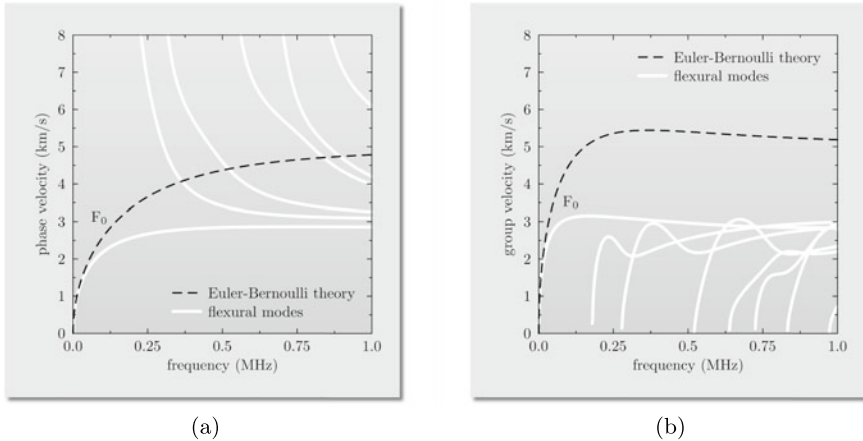 8
7
6
5
4
3
2
1
0
phase velocity (km/s)
F0
Euler-Bernoulli theory
flexural modes
0.0 0.25 0.5 0.75 1.0
frequency (MHz)
(a)
8
7
6
5
4
3
2
1
0
group velocity (km/s)
Euler-Bernoulli theory
flexural modes
F0
0.0 0.25 0.5 0.75 1.0
frequency (MHz)
(b)